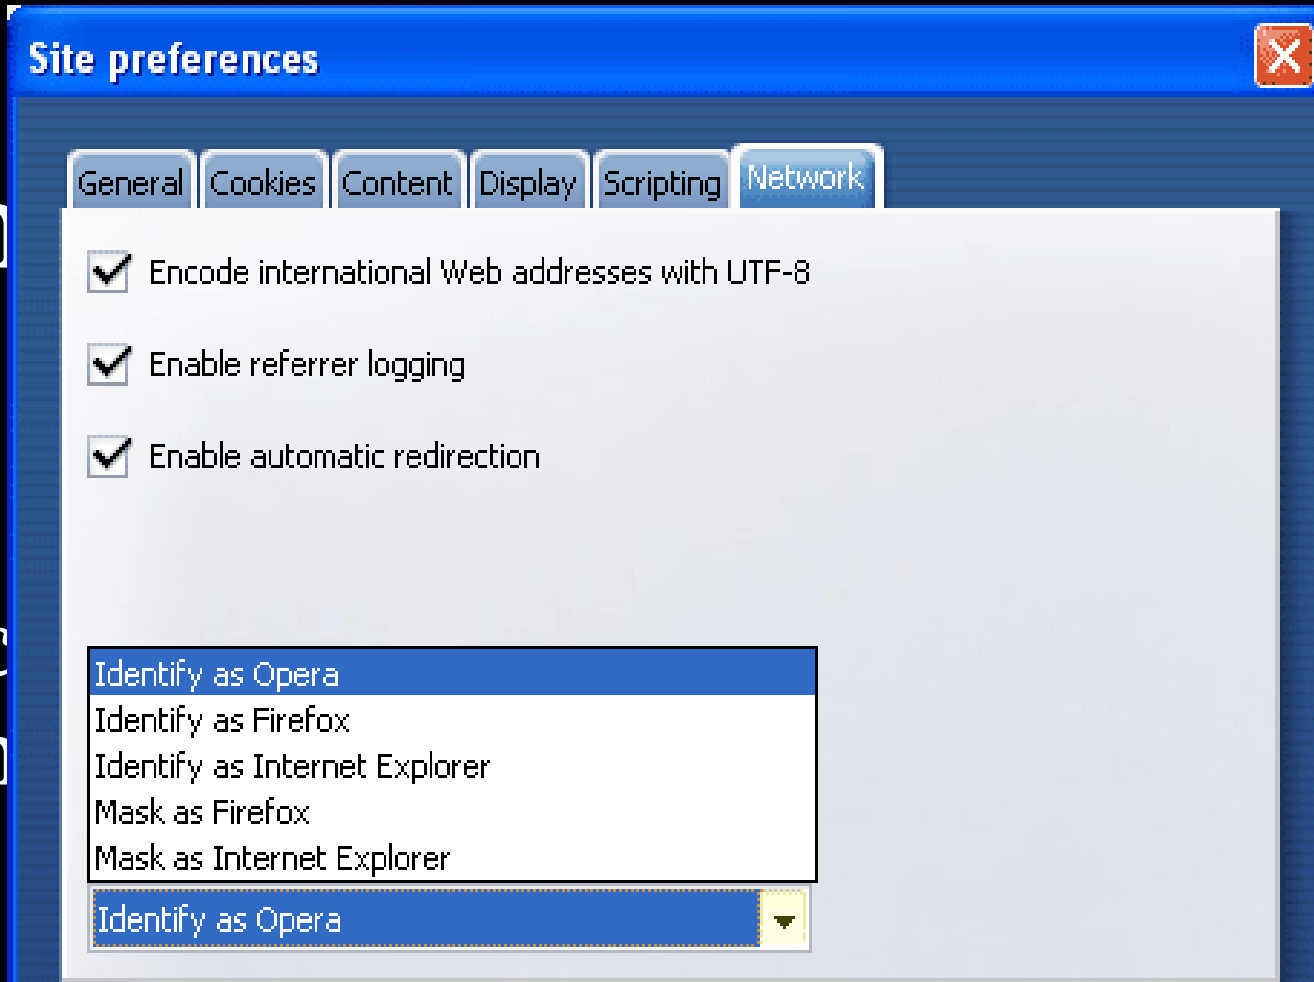 Site preferences
General Cookies Content Display Scripting Network
Encode international Web addresses with UTF-8
Enable referrer logging
Enable automatic redirection
Identify as Opera
Identify as Firefox
Identify as Internet Explorer
Mask as Firefox
Mask as Internet Explorer
Identify as Opera